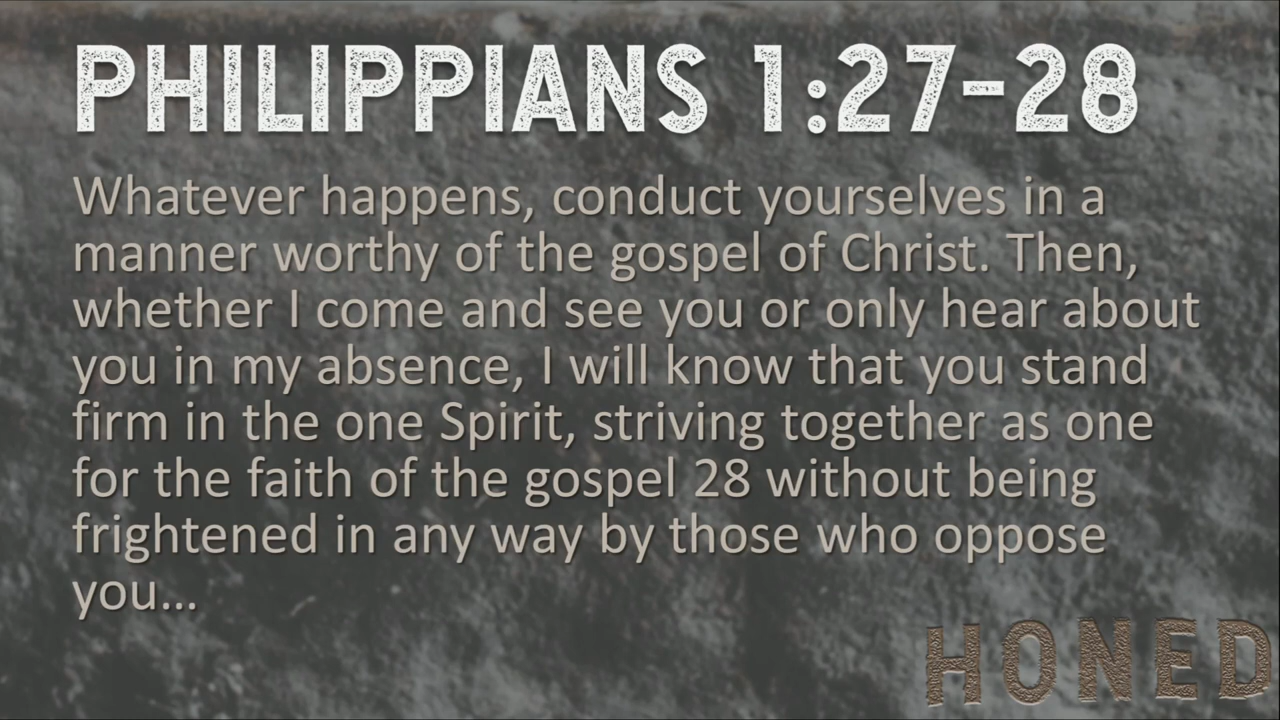 PHILIPPIANS 1:27-28
Whatever happens, conduct yourselves in a
manner worthy of the gospel of Christ. Then,
whether I come and see you or only hear about
you in my absence, I will know that you stand
firm in the one Spirit, striving together as one
for the faith of the gospel 28 without being
frightened in any way by those who oppose
you...
HONED